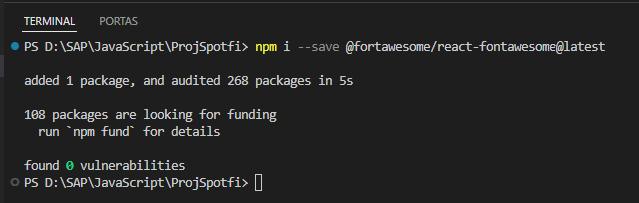 TERMINAL PORTAS
PS D:\SAP\JavaScript\ProjSpotfi> npm i --save @fortawesome/react-fontawesome@latest
added 1 package, and audited 268 packages in 5s
108 packages are looking for funding
  run `npm fund` for details
found 0 vulnerabilities
PS D:\SAP\JavaScript\ProjSpotfi>